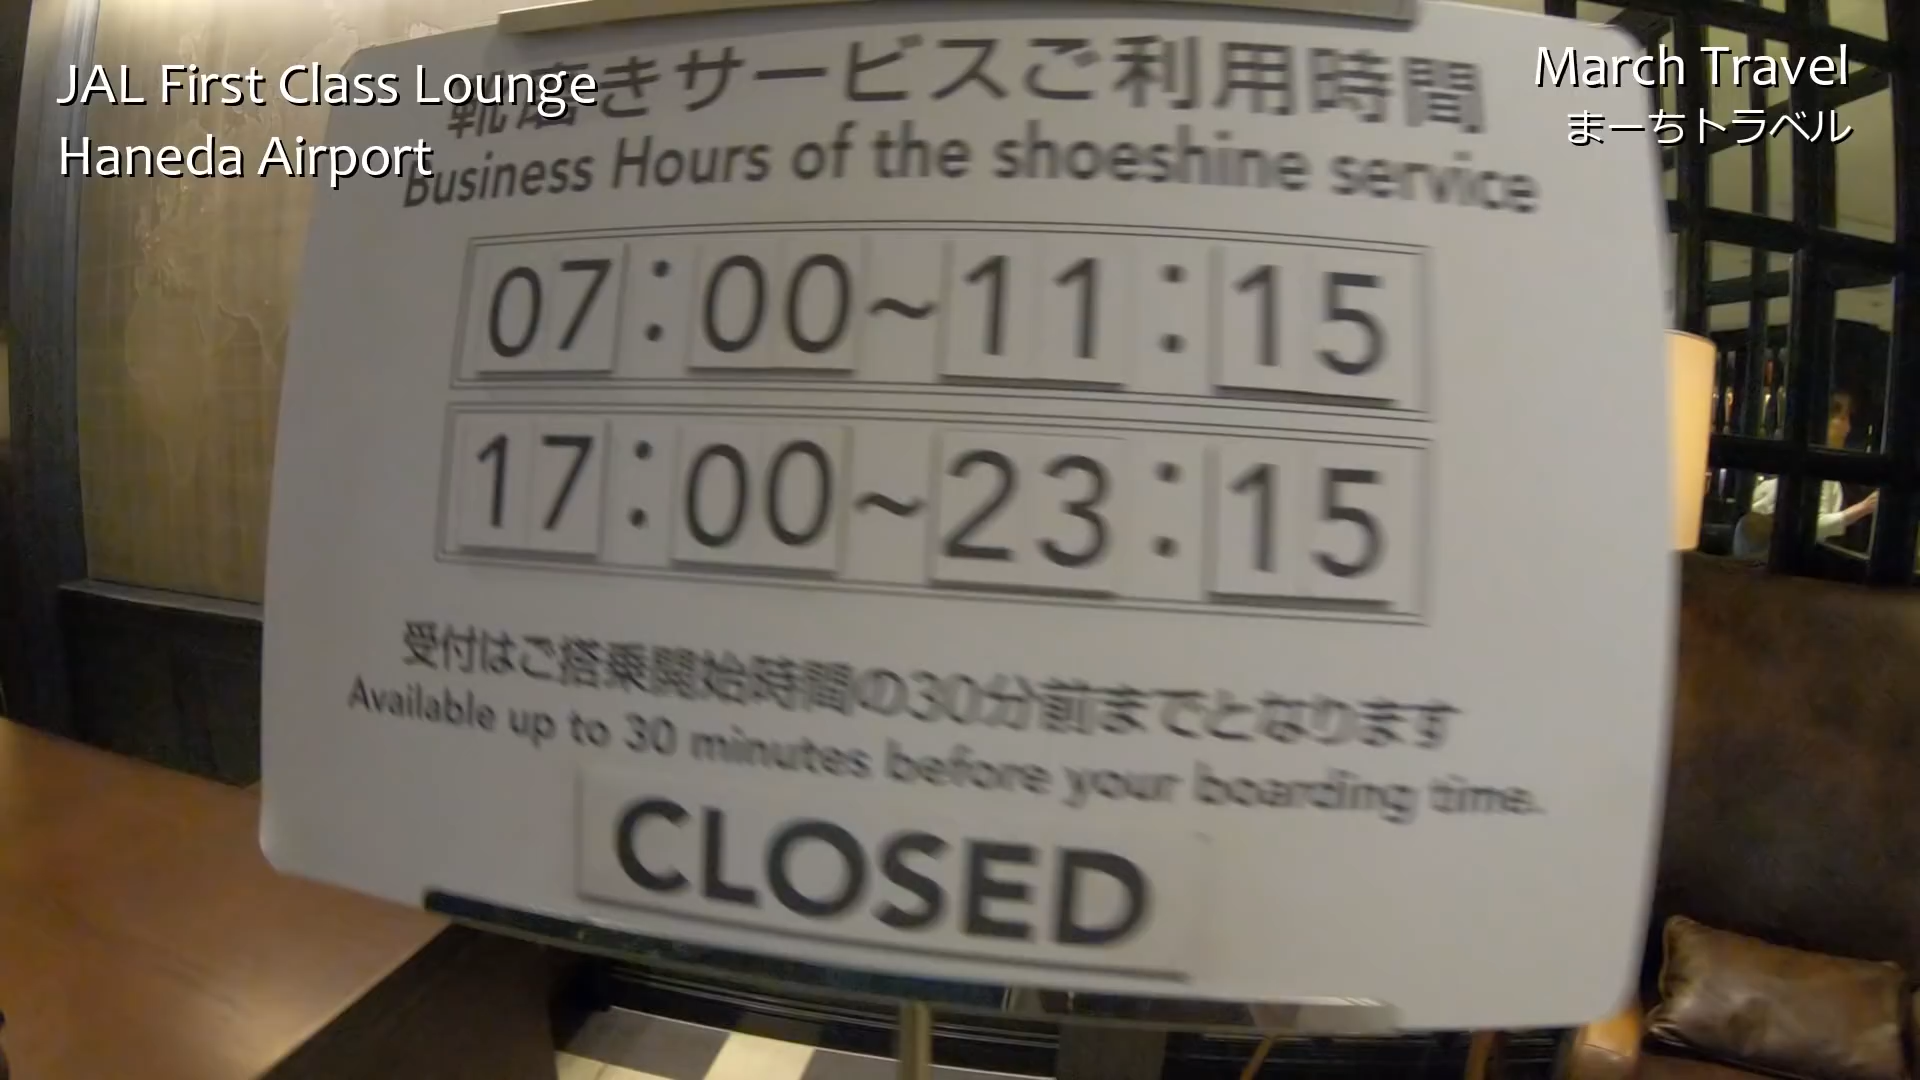 JAL First Class Lounge
Haneda Airport
March Travel
まーちトラベル
靴磨きサービスご利用時間
Business Hours of the shoeshine service
07:00~11:15
17:00~23:15
受付はご搭乗開始時間の30分前までとなります
Available up to 30 minutes before your boarding time.
CLOSED